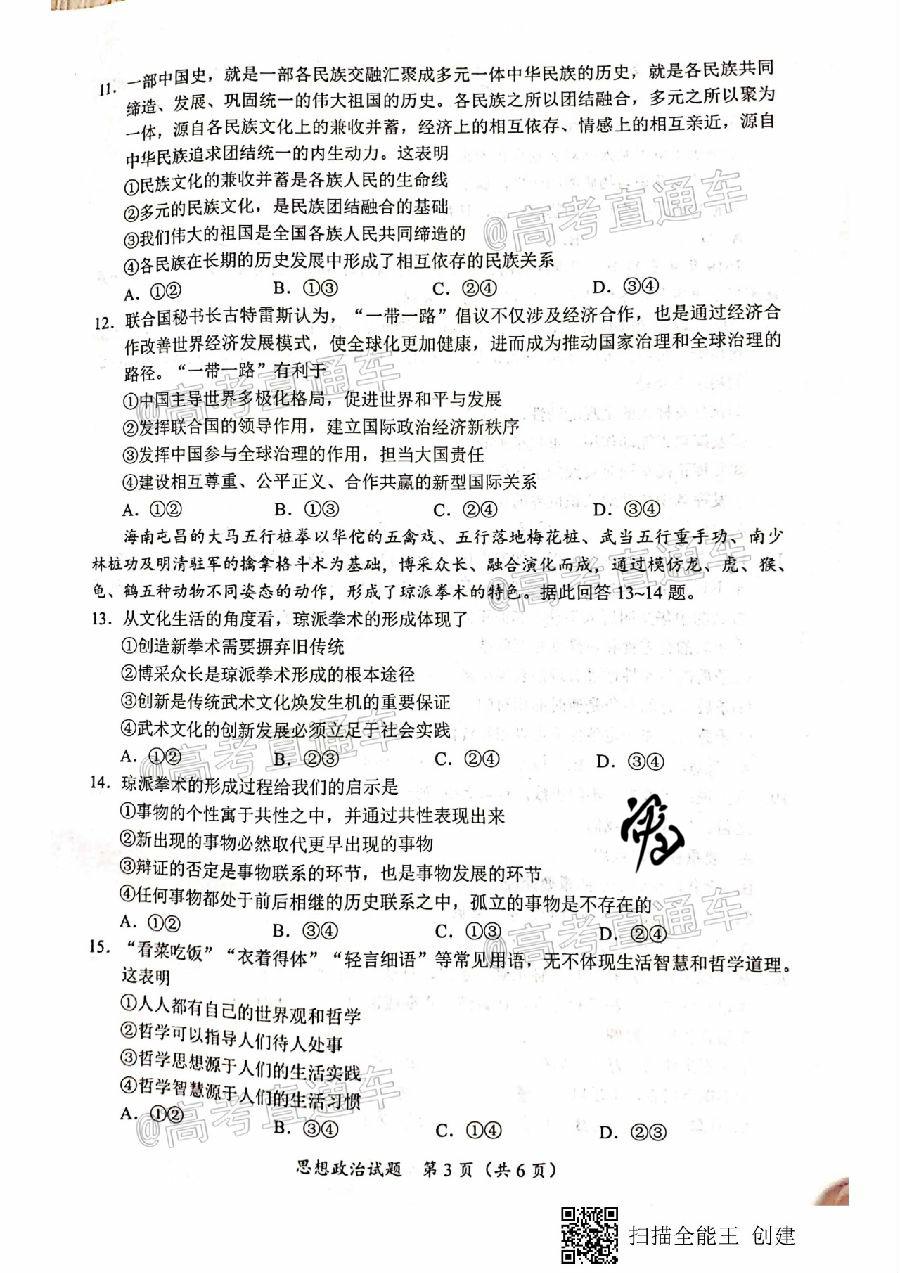 11. 一部中国史，就是一部各民族交融汇聚成多元一体中华民族的历史，就是各民族共同
缔造、发展、巩固统一的伟大祖国的历史。各民族之所以团结融合，多元之所以聚为
一体，源自各民族文化上的兼收并蓄，经济上的相互依存、情感上的相互亲近，源自
中华民族追求团结统一的内生动力。这表明
①民族文化的兼收并蓄是各族人民的生命线
②多元的民族文化，是民族团结融合的基础
③我们伟大的祖国是全国各族人民共同缔造的
④各民族在长期的历史发展中形成了相互依存的民族关系
A. ①② B. ①③ C. ②④ D. ③④
@高考直通车
12. 联合国秘书长古特雷斯认为，“一带一路”倡议不仅涉及经济合作，也是通过经济合
作改善世界经济发展模式，使全球化更加健康，进而成为推动国家治理和全球治理的
路径。“一带一路”有利于
①中国主导世界多极化格局，促进世界和平与发展
②发挥联合国的领导作用，建立国际政治经济新秩序
③发挥中国参与全球治理的作用，担当大国责任
④建设相互尊重、公平正义、合作共赢的新型国际关系
A. ①② B. ①③ C. ②④ D. ③④
@高考直通车
海南屯昌的大马五行桩拳以华佗的五禽戏、五行落地梅花桩、武当五行重手功、南少
林桩功及明清驻军的擒拿格斗术为基础，博采众长、融合演化而成，通过模仿龙、虎、猴、
龟、鹤五种动物不同姿态的动作，形成了琼派拳术的特色。据此回答13~14题。
13. 从文化生活的角度看，琼派拳术的形成体现了
①创造新拳术需要摒弃旧传统
②博采众长是琼派拳术形成的根本途径
③创新是传统武术文化焕发生机的重要保证
④武术文化的创新发展必须立足于社会实践
A. ①② B. ②③ C. ②④ D. ③④
@高考直通车
@高考直通车
14. 琼派拳术的形成过程给我们的启示是
①事物的个性寓于共性之中，并通过共性表现出来
②新出现的事物必然取代更早出现的事物
③辩证的否定是事物联系的环节，也是事物发展的环节
④任何事物都处于前后相继的历史联系之中，孤立的事物是不存在的
A. ①② B. ③④ C. ①③ D. ②④
@高考直通车
15. “看菜吃饭”“衣着得体”“轻言细语”等常见用语，无不体现生活智慧和哲学道理。
这表明
①人人都有自己的世界观和哲学
②哲学可以指导人们待人处事
③哲学思想源于人们的生活实践
④哲学智慧源于人们的生活习惯
A. ①② B. ③④ C. ①④ D. ②③
@高考直通车
思想政治试题 第3页（共6页）
扫描全能王 创建